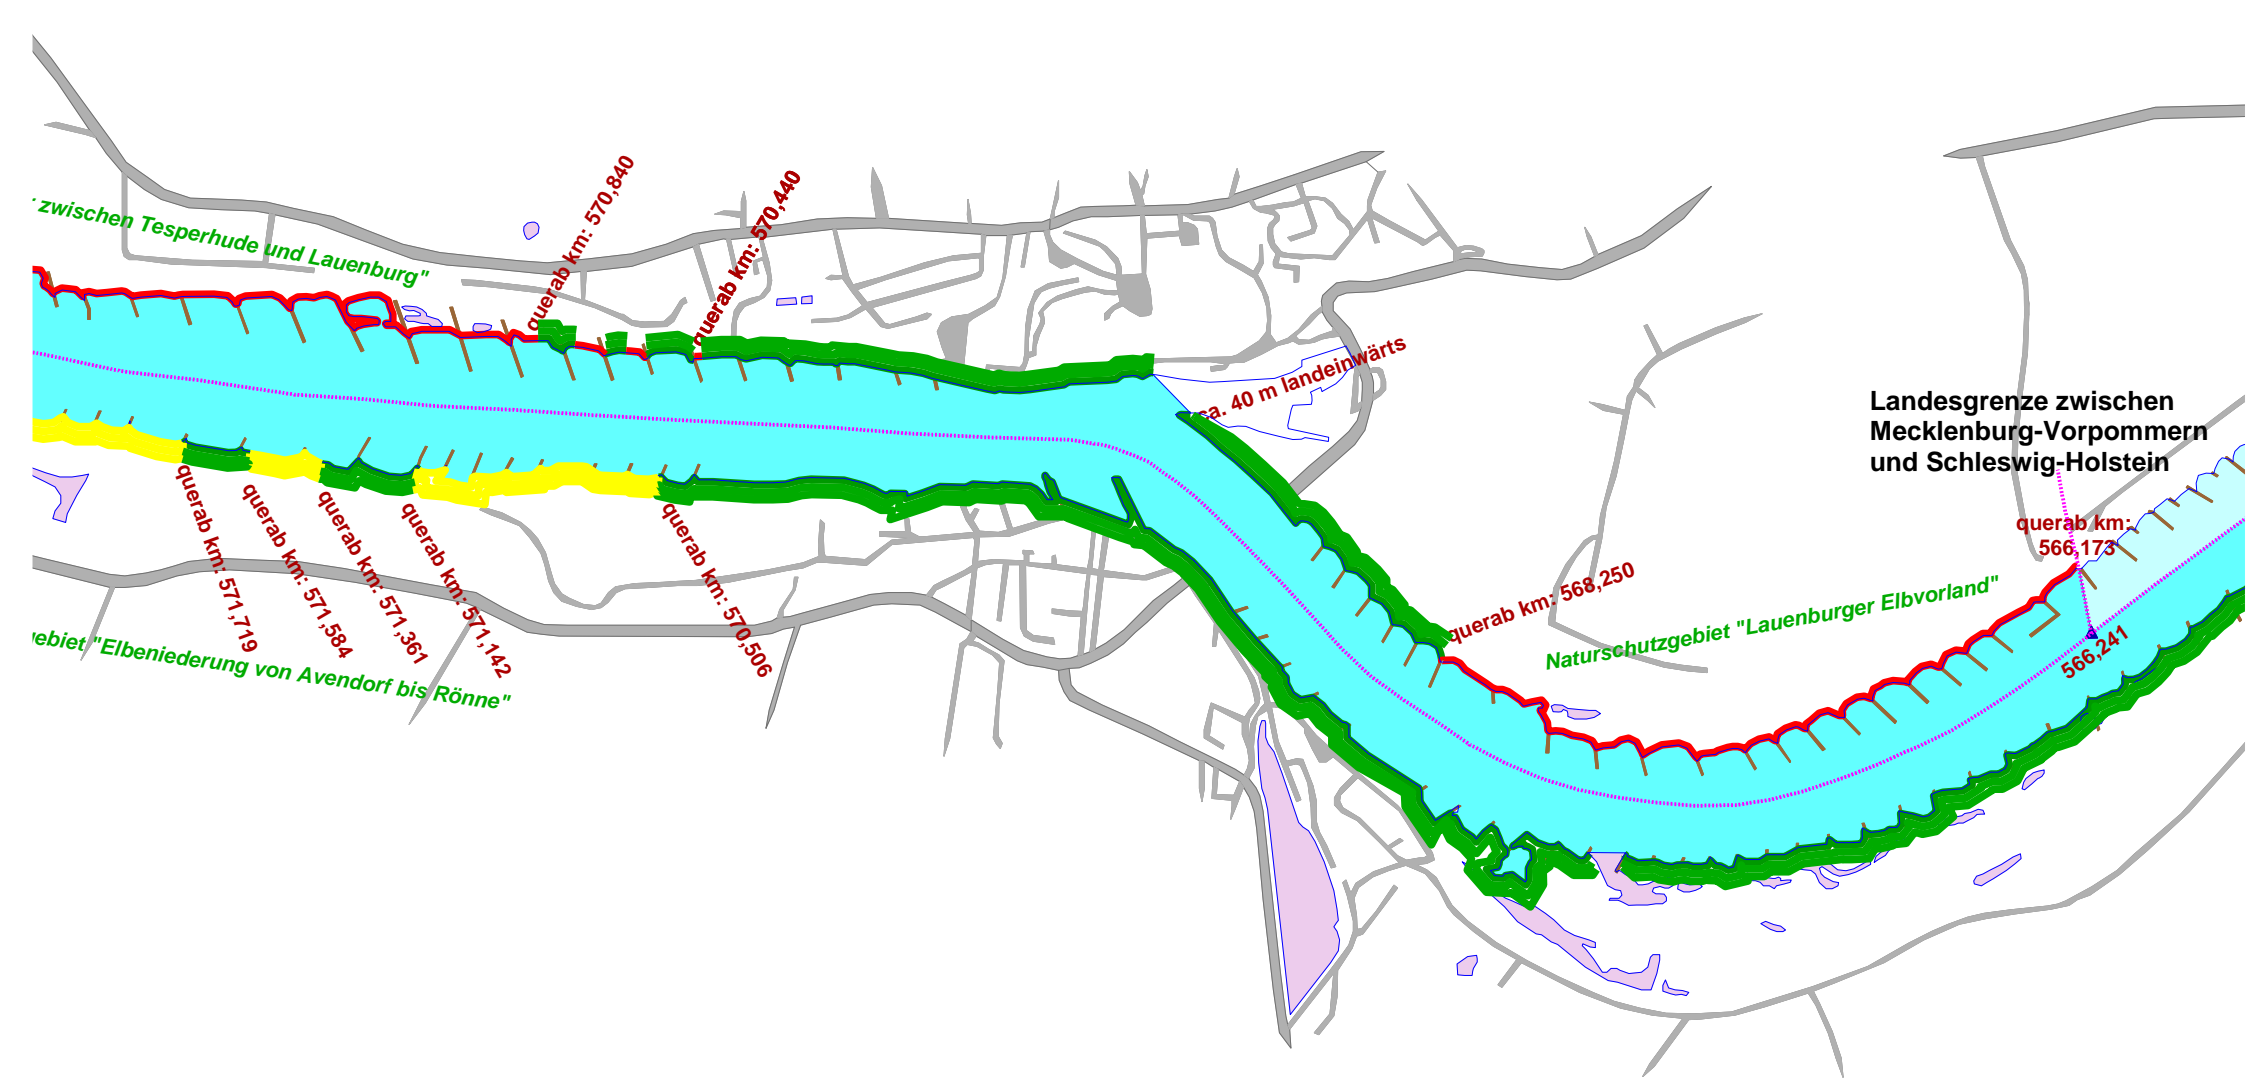 zwischen Tesperhude und Lauenburg"
querab km: 570,840
querab km: 570,440
ca. 40 m landeinwärts
Landesgrenze zwischen
Mecklenburg-Vorpommern
und Schleswig-Holstein
querab km:
566,173
querab km: 568,250
Naturschutzgebiet "Lauenburger Elbvorland"
566,241
querab km: 571,719
querab km: 571,584
querab km: 571,361
querab km: 571,142
querab km: 570,506
"Elbeniederung von Avendorf bis Rönne"